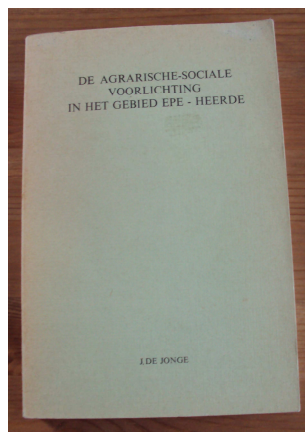 DE AGRARISCHE-SOCIALE
VOORLICHTING
IN HET GEBIED EPE - HEERDE
J.DE JONGE